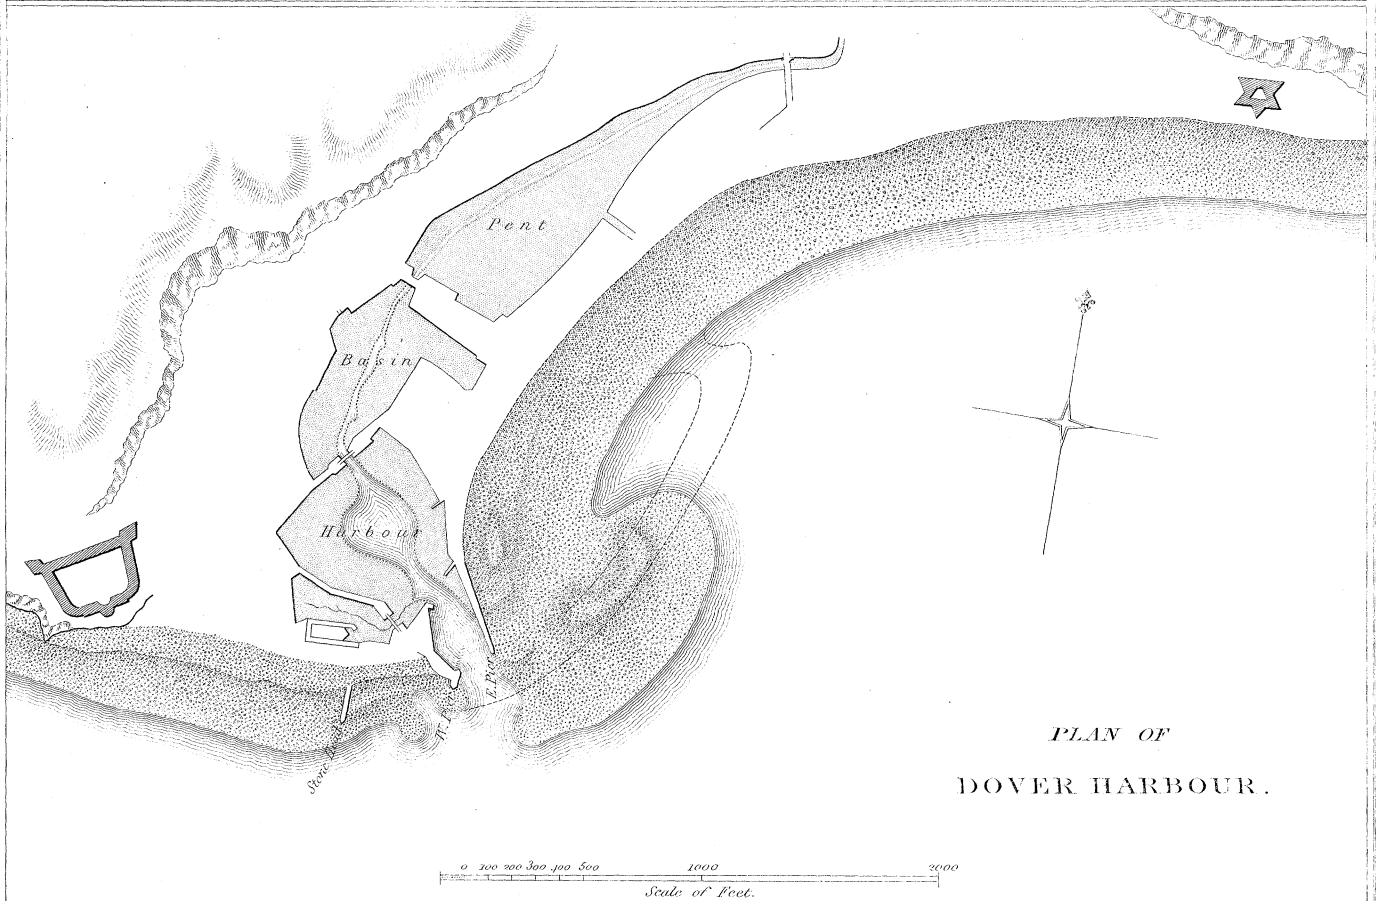 Pent
Basin
Harbour
E. Pier
W. Pier
Stone Head
PLAN OF
DOVER HARBOUR.
0 100 200 300 400 500 1000 2000
Scale of Feet.